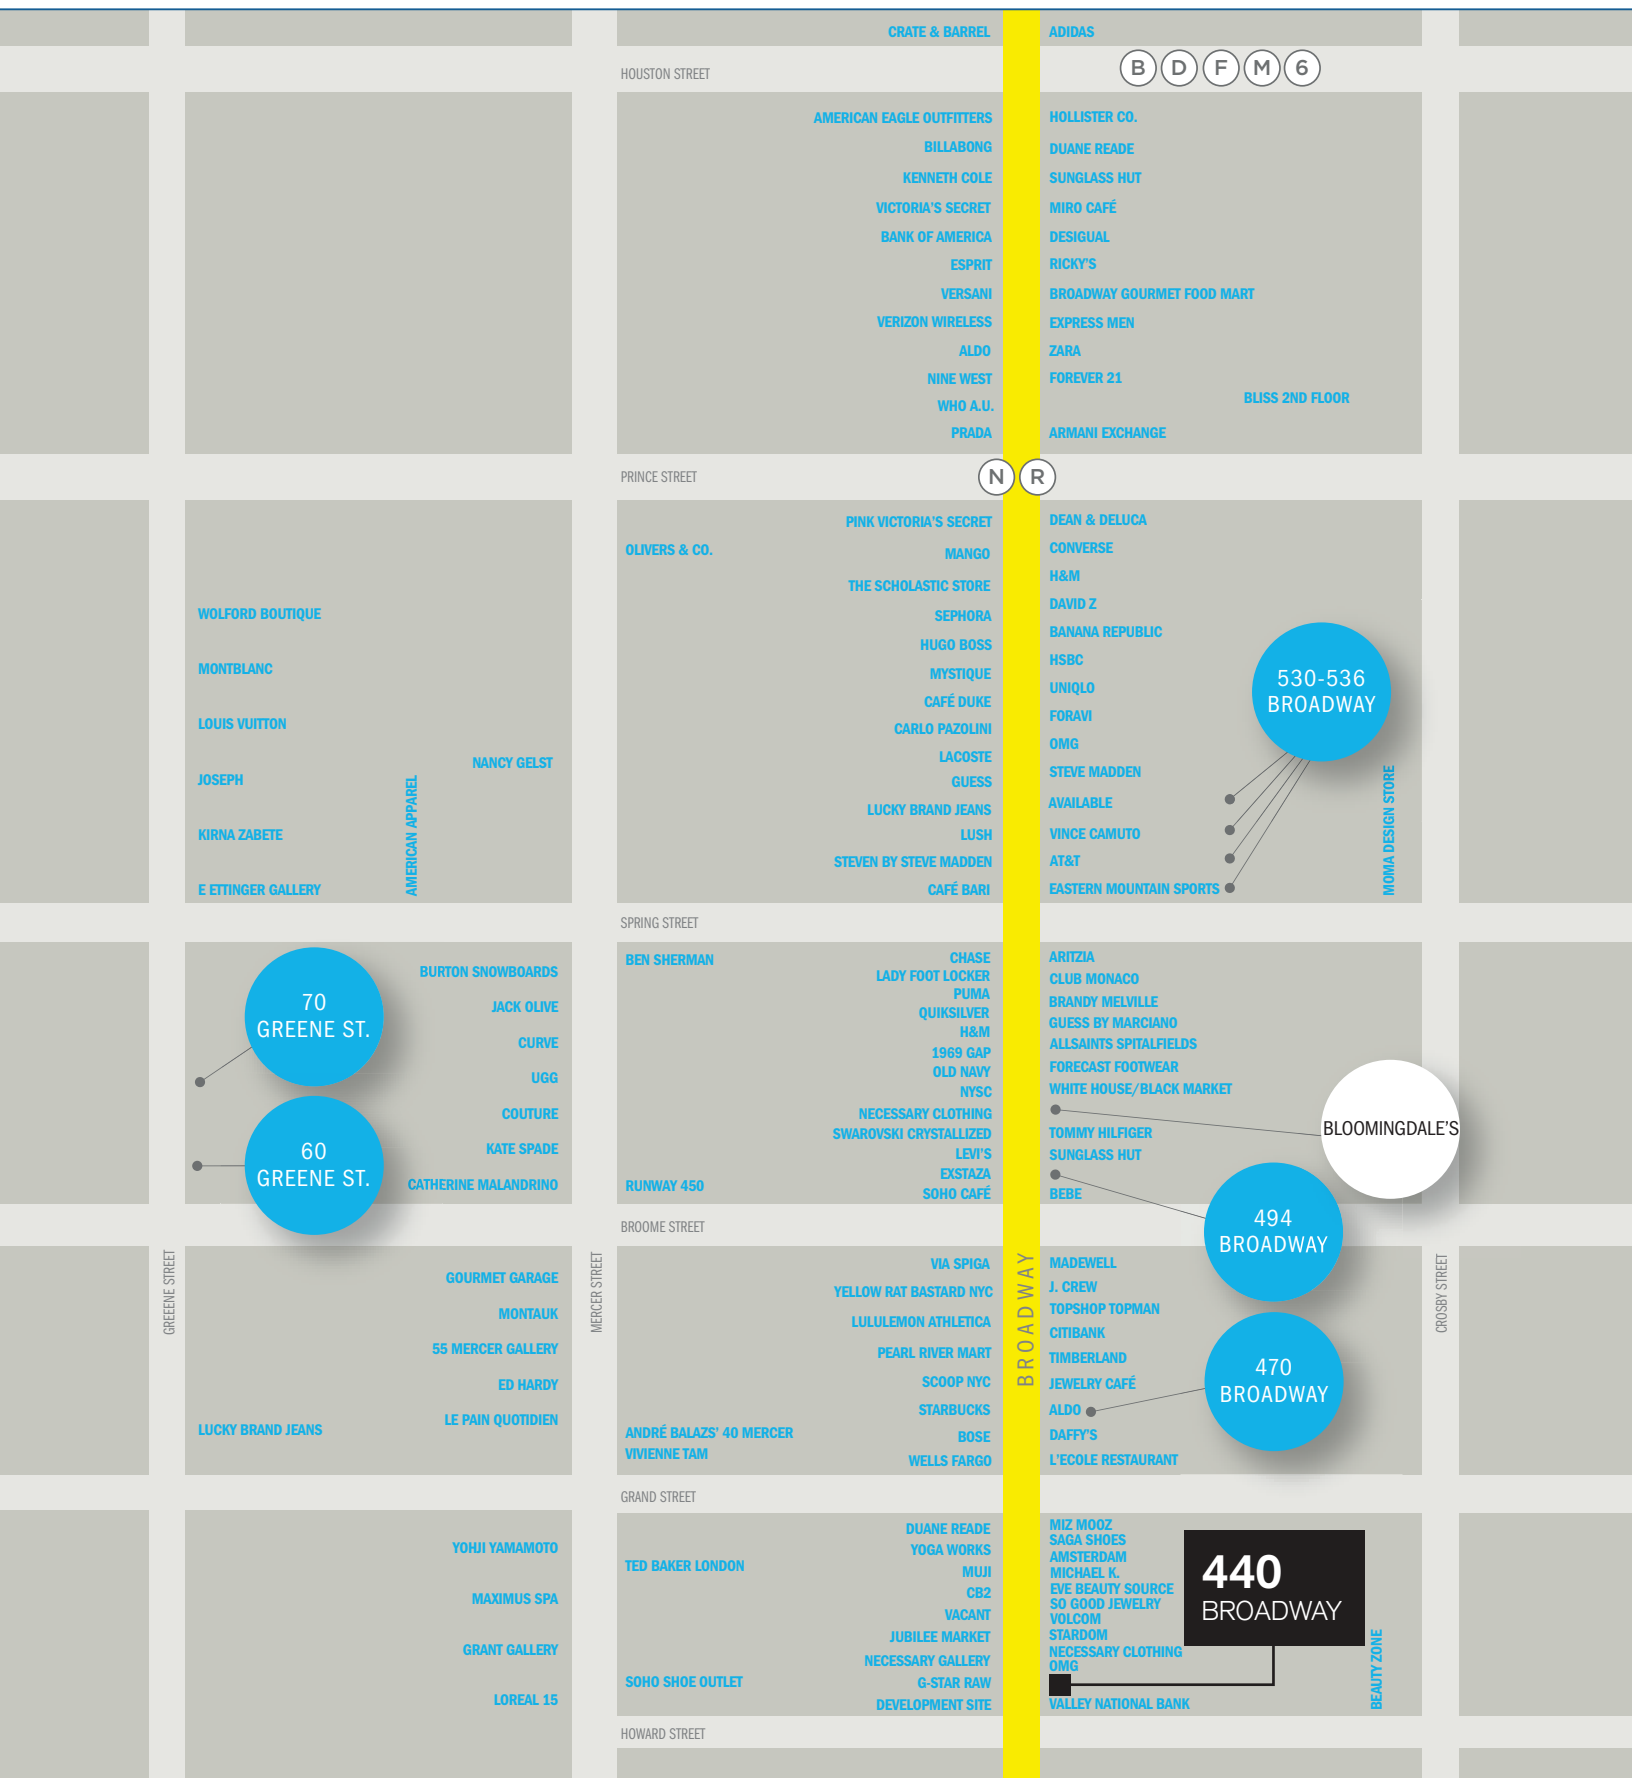 CRATE & BARREL
ADIDAS
HOUSTON STREET
B D F M 6
AMERICAN EAGLE OUTFITTERS
BILLABONG
KENNETH COLE
VICTORIA'S SECRET
BANK OF AMERICA
ESPRIT
VERSANI
VERIZON WIRELESS
ALDO
NINE WEST
WHO A.U.
PRADA
HOLLISTER CO.
DUANE READE
SUNGLASS HUT
MIRO CAFÉ
DESIGUAL
RICKY'S
BROADWAY GOURMET FOOD MART
EXPRESS MEN
ZARA
FOREVER 21
BLISS 2ND FLOOR
ARMANI EXCHANGE
PRINCE STREET
N R
WOLFORD BOUTIQUE
MONTBLANC
LOUIS VUITTON
JOSEPH
KIRNA ZABETE
E ETTINGER GALLERY
AMERICAN APPAREL
NANCY GELST
OLIVERS & CO.
PINK VICTORIA'S SECRET
MANGO
THE SCHOLASTIC STORE
SEPHORA
HUGO BOSS
MYSTIQUE
CAFÉ DUKE
CARLO PAZOLINI
LACOSTE
GUESS
LUCKY BRAND JEANS
LUSH
STEVEN BY STEVE MADDEN
CAFÉ BARI
DEAN & DELUCA
CONVERSE
H&M
DAVID Z
BANANA REPUBLIC
HSBC
UNIQLO
FORAVI
OMG
STEVE MADDEN
AVAILABLE
VINCE CAMUTO
AT&T
EASTERN MOUNTAIN SPORTS
530-536
BROADWAY
MOMA DESIGN STORE
SPRING STREET
70
GREENE ST.
60
GREENE ST.
BURTON SNOWBOARDS
JACK OLIVE
CURVE
UGG
COUTURE
KATE SPADE
CATHERINE MALANDRINO
BEN SHERMAN
RUNWAY 450
CHASE
LADY FOOT LOCKER
PUMA
QUIKSILVER
H&M
1969 GAP
OLD NAVY
NYSC
NECESSARY CLOTHING
SWAROVSKI CRYSTALLIZED
LEVI'S
EXSTAZA
SOHO CAFÉ
ARITZIA
CLUB MONACO
BRANDY MELVILLE
GUESS BY MARCIANO
ALLSAINTS SPITALFIELDS
FORECAST FOOTWEAR
WHITE HOUSE/BLACK MARKET
TOMMY HILFIGER
SUNGLASS HUT
BEBE
BLOOMINGDALE'S
494
BROADWAY
BROOME STREET
GREEENE STREET
MERCER STREET
BROADWAY
CROSBY STREET
GOURMET GARAGE
MONTAUK
55 MERCER GALLERY
ED HARDY
LE PAIN QUOTIDIEN
LUCKY BRAND JEANS
ANDRÉ BALAZS' 40 MERCER
VIVIENNE TAM
VIA SPIGA
YELLOW RAT BASTARD NYC
LULULEMON ATHLETICA
PEARL RIVER MART
SCOOP NYC
STARBUCKS
BOSE
WELLS FARGO
MADEWELL
J. CREW
TOPSHOP TOPMAN
CITIBANK
TIMBERLAND
JEWELRY CAFÉ
ALDO
DAFFY'S
L'ECOLE RESTAURANT
470
BROADWAY
GRAND STREET
YOHJI YAMAMOTO
MAXIMUS SPA
GRANT GALLERY
LOREAL 15
TED BAKER LONDON
SOHO SHOE OUTLET
DUANE READE
YOGA WORKS
MUJI
CB2
VACANT
JUBILEE MARKET
NECESSARY GALLERY
G-STAR RAW
DEVELOPMENT SITE
MIZ MOOZ
SAGA SHOES
AMSTERDAM
MICHAEL K.
EVE BEAUTY SOURCE
SO GOOD JEWELRY
VOLCOM
STARDOM
NECESSARY CLOTHING
OMG
VALLEY NATIONAL BANK
440
BROADWAY
BEAUTY ZONE
HOWARD STREET